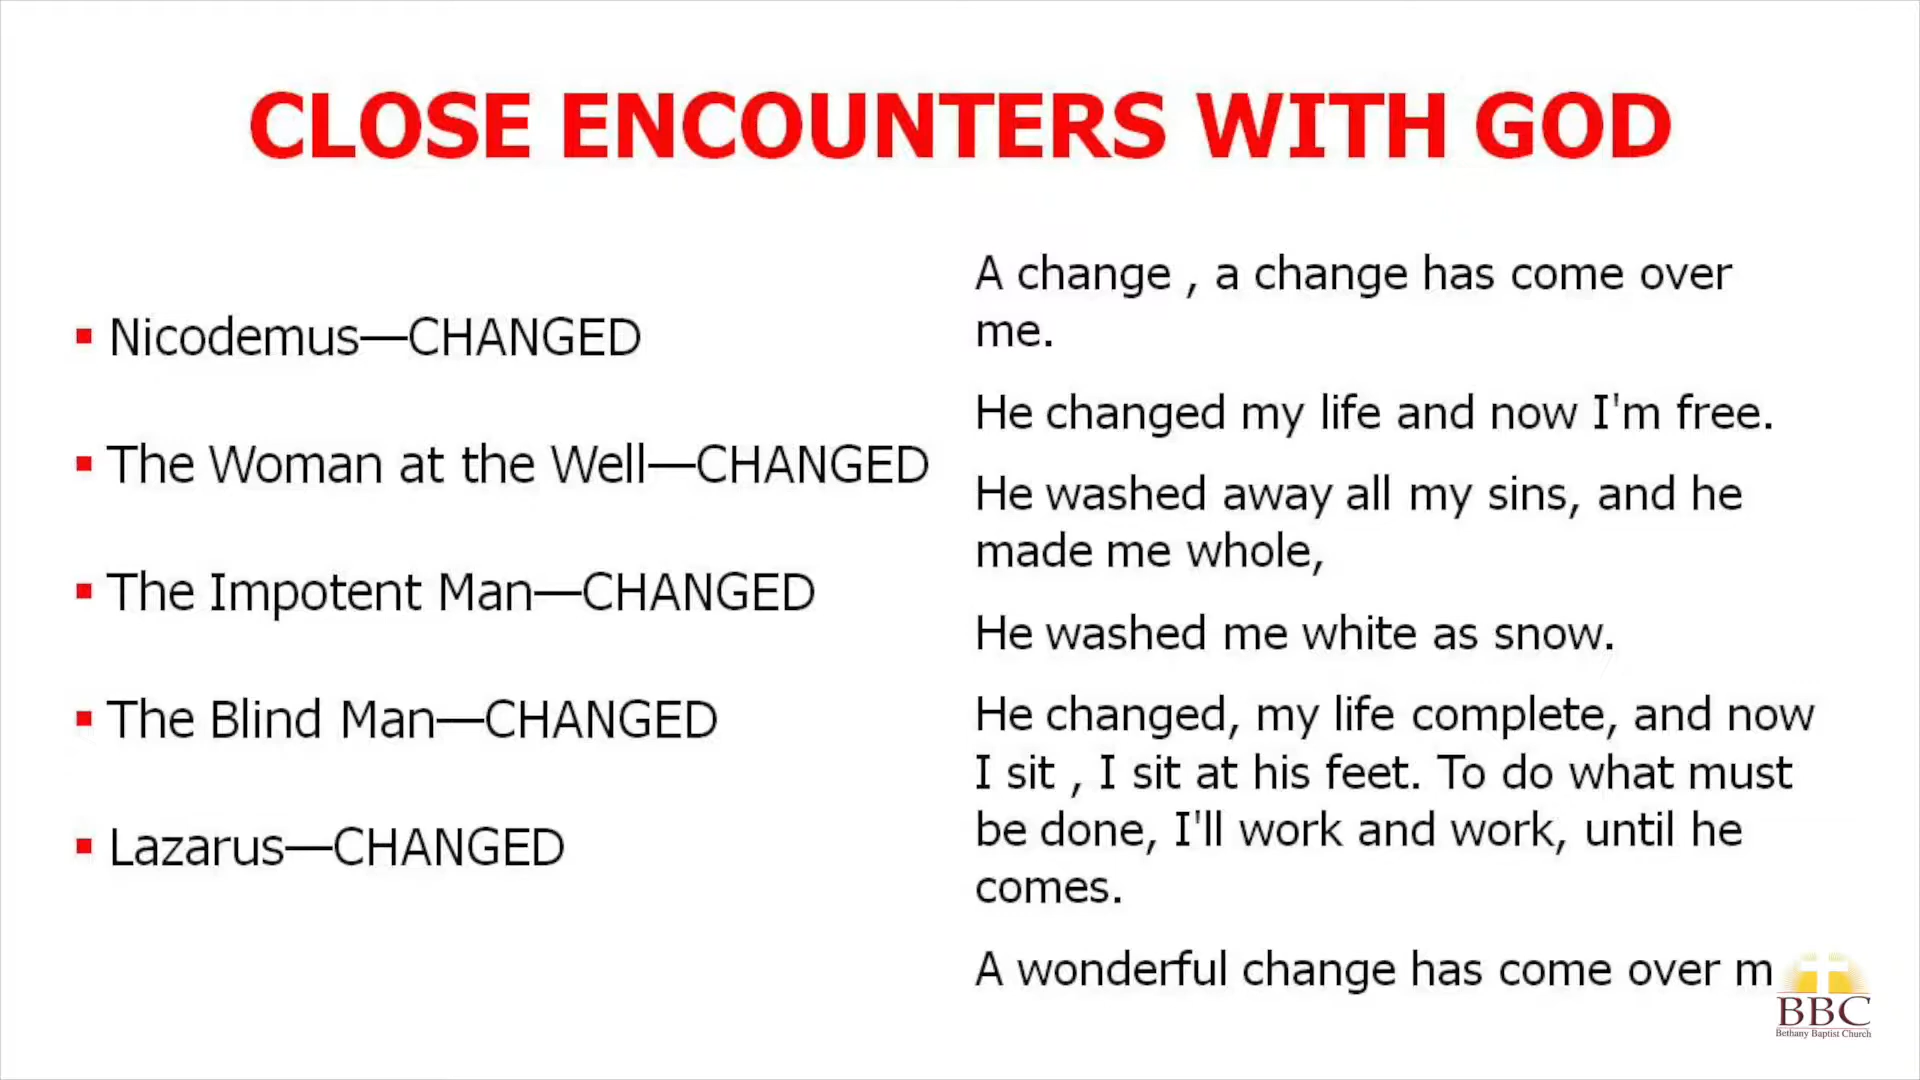 CLOSE ENCOUNTERS WITH GOD
▪ Nicodemus—CHANGED
▪ The Woman at the Well—CHANGED
▪ The Impotent Man—CHANGED
▪ The Blind Man—CHANGED
▪ Lazarus—CHANGED
A change , a change has come over
me.
He changed my life and now I'm free.
He washed away all my sins, and he
made me whole,
He washed me white as snow.
He changed, my life complete, and now
I sit , I sit at his feet. To do what must
be done, I'll work and work, until he
comes.
A wonderful change has come over m
BBC
Bethany Baptist Church